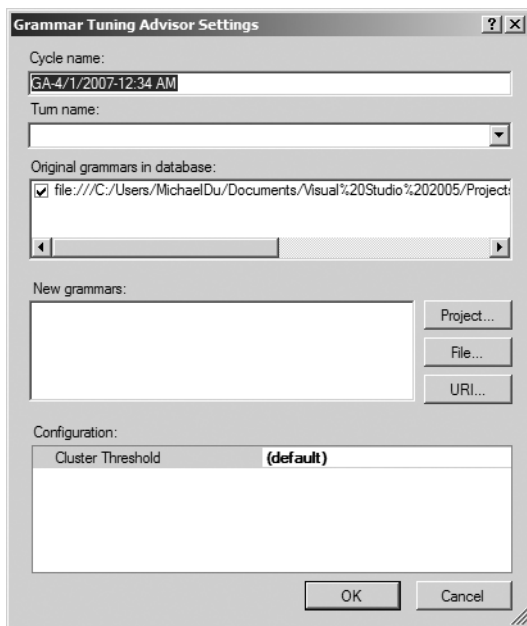 Grammar Tuning Advisor Settings
Cycle name:
GA-4/1/2007-12:34 AM
Turn name:
Original grammars in database:
file:///C:/Users/MichaelDu/Documents/Visual%20Studio%202005/Projects
New grammars:
Project...
File...
URI...
Configuration:
Cluster Threshold (default)
OK Cancel